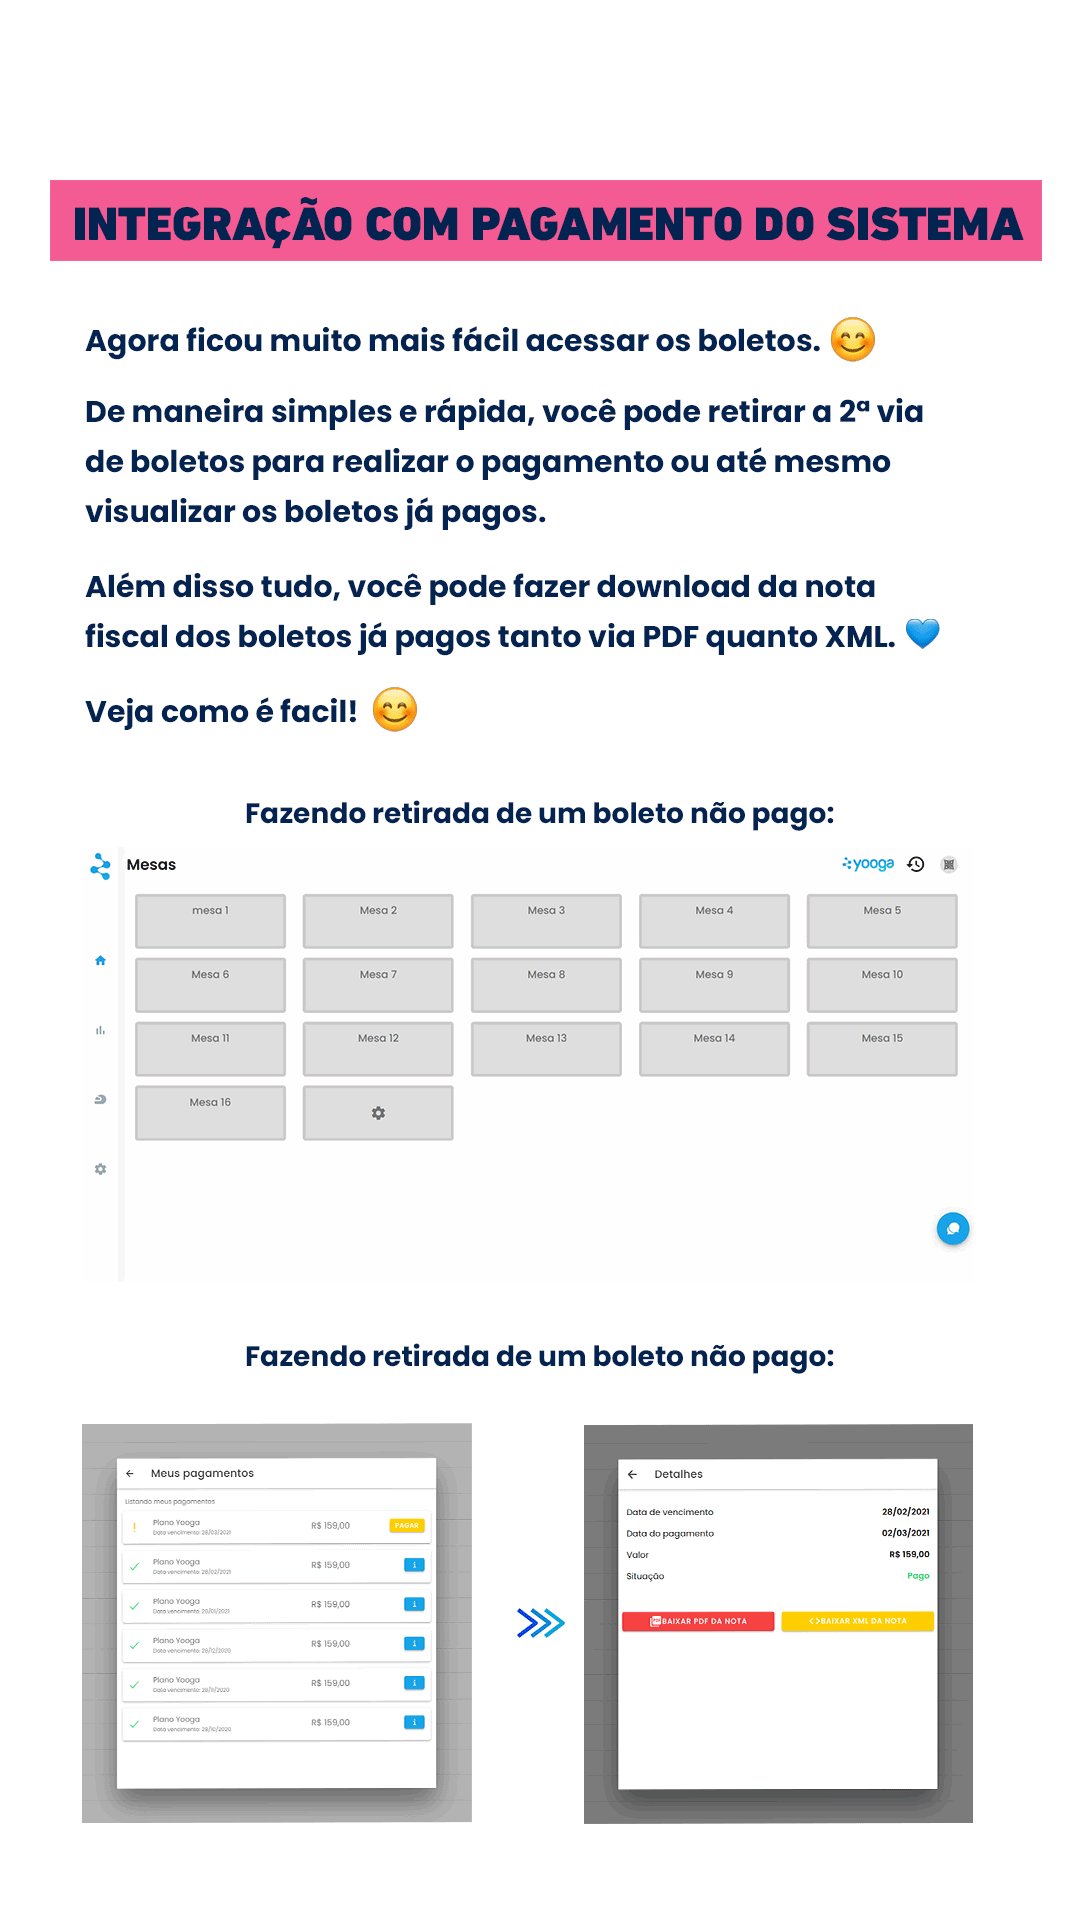 INTEGRAÇÃO COM PAGAMENTO DO SISTEMA
Agora ficou muito mais fácil acessar os boletos. 😊
De maneira simples e rápida, você pode retirar a 2ª via
de boletos para realizar o pagamento ou até mesmo
visualizar os boletos já pagos.
Além disso tudo, você pode fazer download da nota
fiscal dos boletos já pagos tanto via PDF quanto XML. 💙
Veja como é facil! 😊
Fazendo retirada de um boleto não pago:
Mesas
yooga
mesa 1
Mesa 2
Mesa 3
Mesa 4
Mesa 5
Mesa 6
Mesa 7
Mesa 8
Mesa 9
Mesa 10
Mesa 11
Mesa 12
Mesa 13
Mesa 14
Mesa 15
Mesa 16
Fazendo retirada de um boleto não pago:
Meus pagamentos
Listando meus pagamentos
Plano Yooga
Data vencimento: 28/03/2021
R$ 159,00
PAGAR
Plano Yooga
Data vencimento: 28/02/2021
R$ 159,00
i
Plano Yooga
Data vencimento: 28/01/2021
R$ 159,00
i
Plano Yooga
Data vencimento: 28/12/2020
R$ 159,00
i
Plano Yooga
Data vencimento: 28/11/2020
R$ 159,00
i
Plano Yooga
Data vencimento: 28/10/2020
R$ 159,00
i
Detalhes
Data de vencimento 28/02/2021
Data do pagamento 02/03/2021
Valor R$ 159,00
Situação Pago
PDF BAIXAR PDF DA NOTA
<> BAIXAR XML DA NOTA